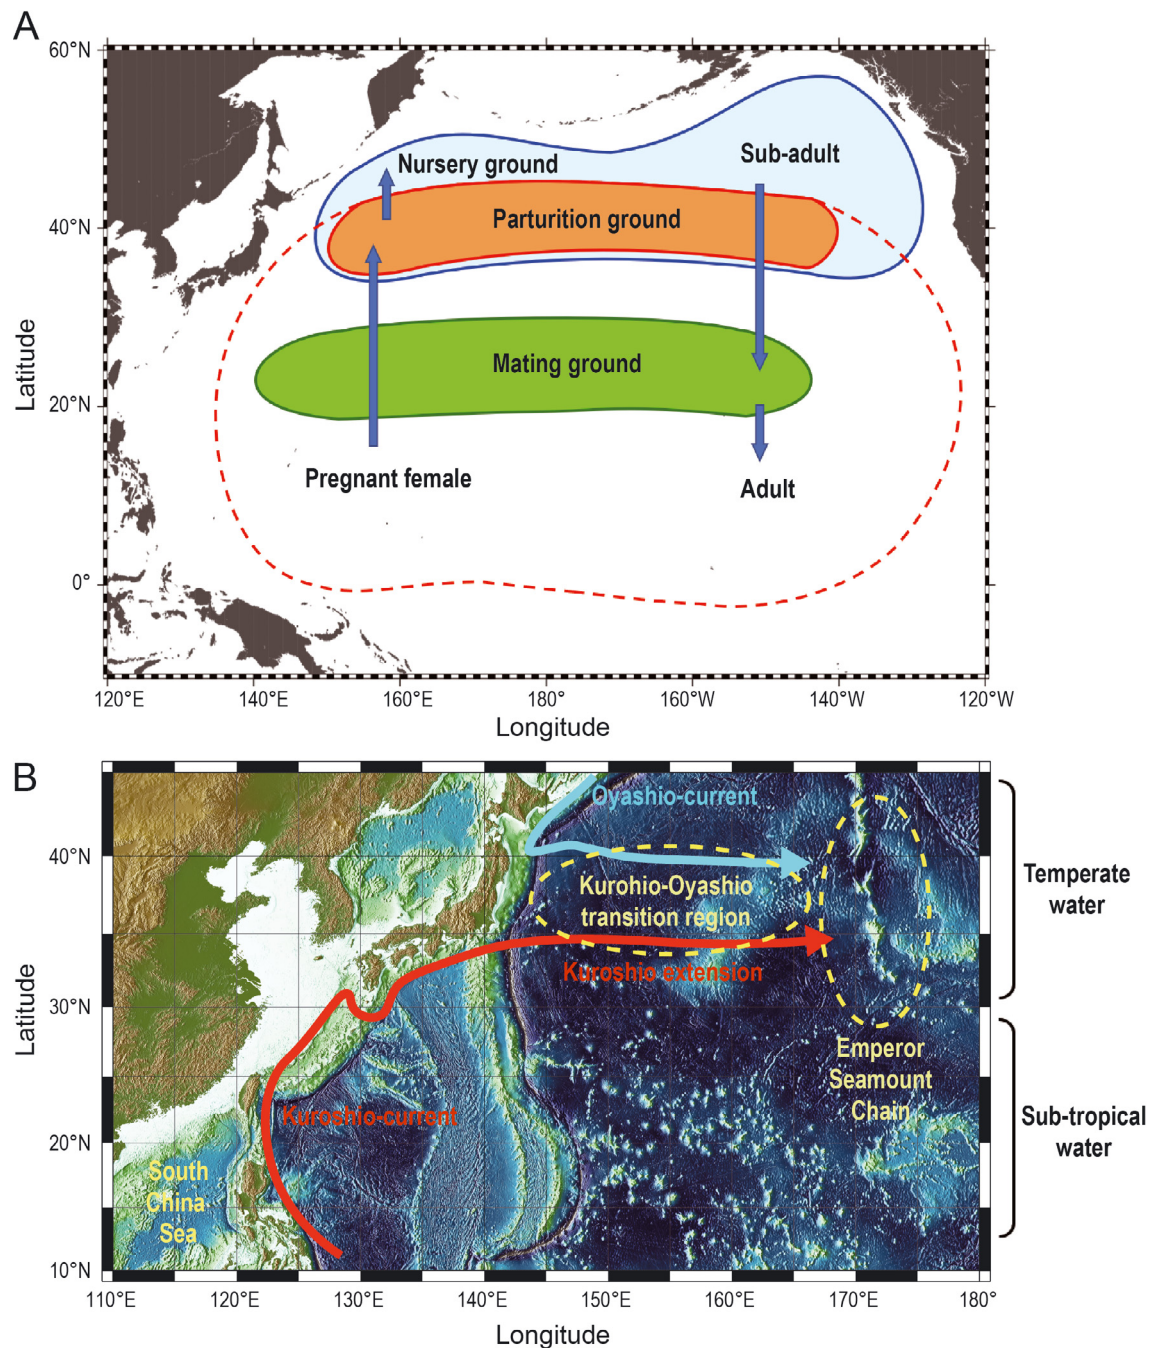 A
60°N
40°N
20°N
0°
Latitude
Nursery ground
Sub-adult
Parturition ground
Mating ground
Pregnant female
Adult
120°E
140°E
160°E
180°
160°W
140°W
120°W
Longitude
B
40°N
30°N
20°N
10°N
Latitude
Oyashio-current
Kurohio-Oyashio
transition region
Kuroshio extension
Emperor
Seamount
Chain
Kuroshio-current
South
China
Sea
Temperate
water
Sub-tropical
water
110°E
120°E
130°E
140°E
150°E
160°E
170°E
180°
Longitude